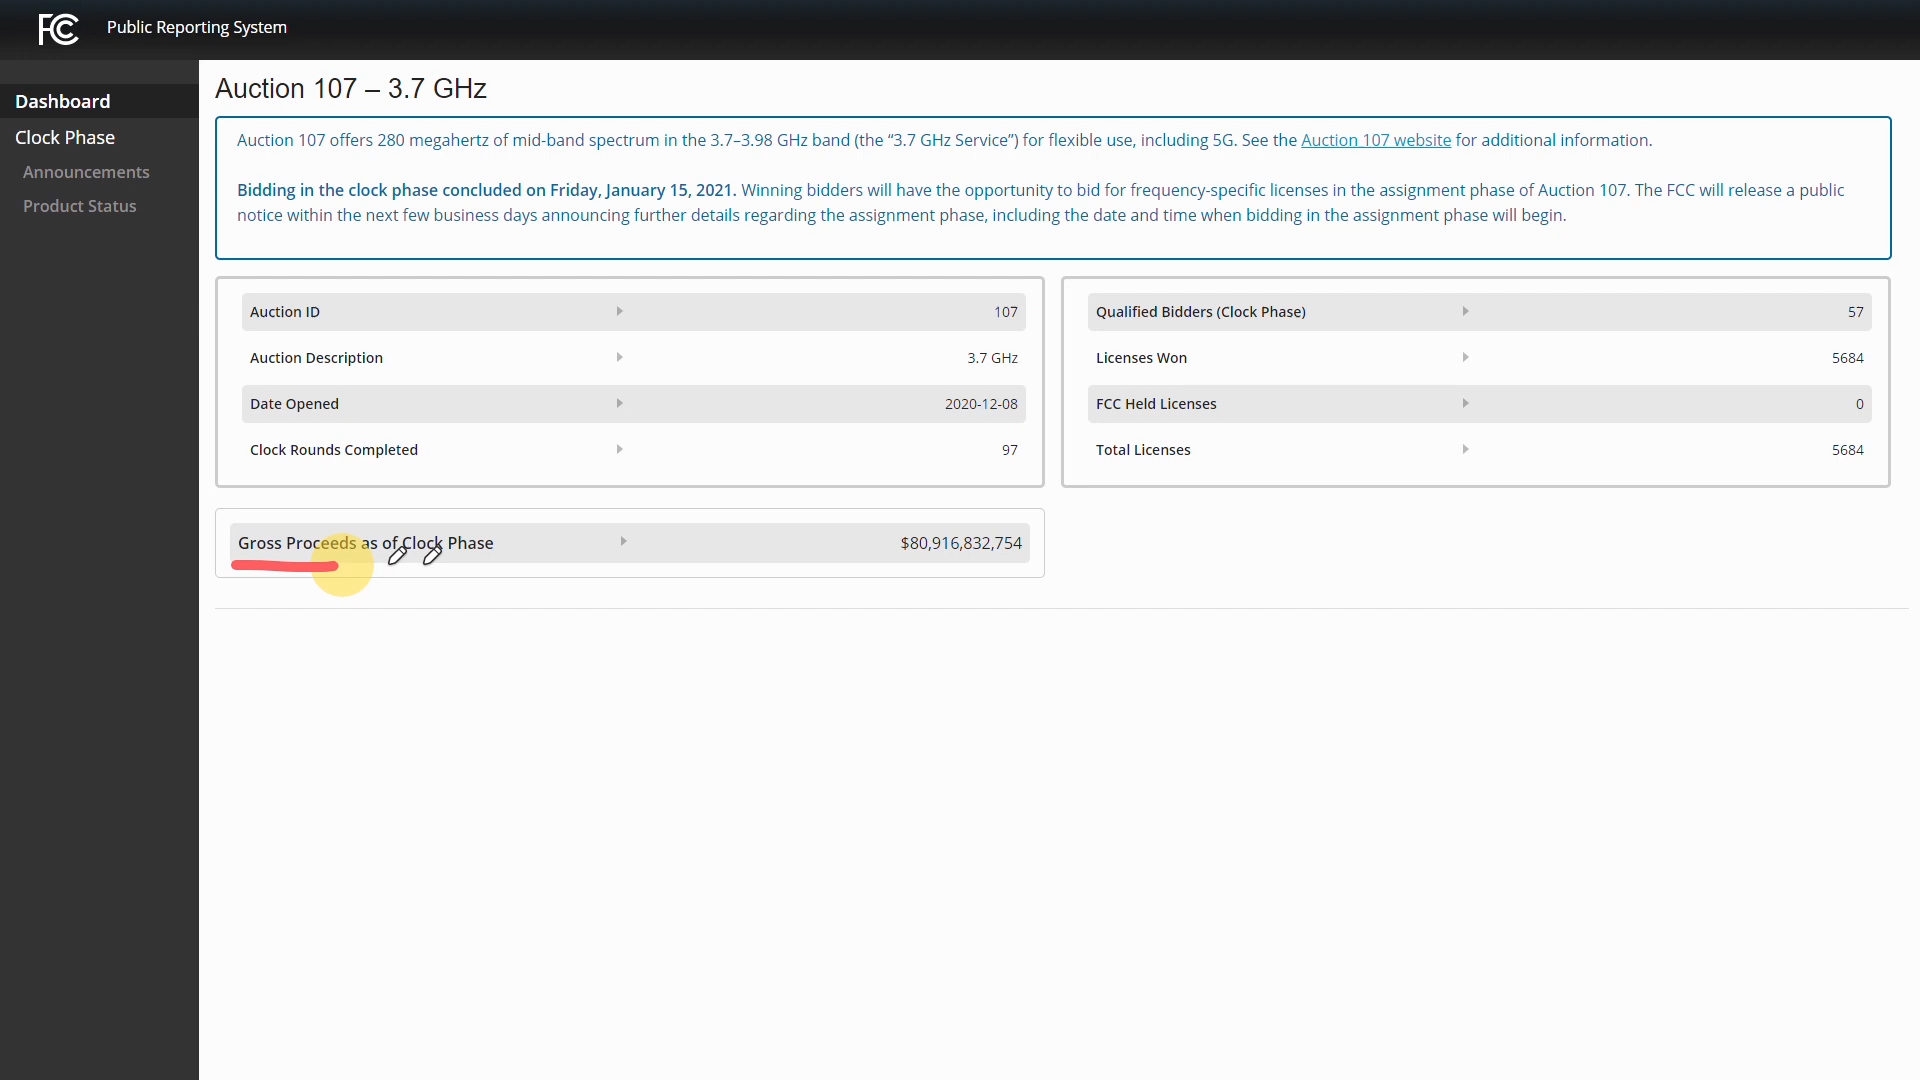 FCC Public Reporting System
Dashboard
Clock Phase
Announcements
Product Status
Auction 107 – 3.7 GHz
Auction 107 offers 280 megahertz of mid-band spectrum in the 3.7–3.98 GHz band (the “3.7 GHz Service”) for flexible use, including 5G. See the Auction 107 website for additional information.
Bidding in the clock phase concluded on Friday, January 15, 2021. Winning bidders will have the opportunity to bid for frequency-specific licenses in the assignment phase of Auction 107. The FCC will release a public
notice within the next few business days announcing further details regarding the assignment phase, including the date and time when bidding in the assignment phase will begin.
Auction ID 107
Auction Description 3.7 GHz
Date Opened 2020-12-08
Clock Rounds Completed 97
Qualified Bidders (Clock Phase) 57
Licenses Won 5684
FCC Held Licenses 0
Total Licenses 5684
Gross Proceeds as of Clock Phase $80,916,832,754